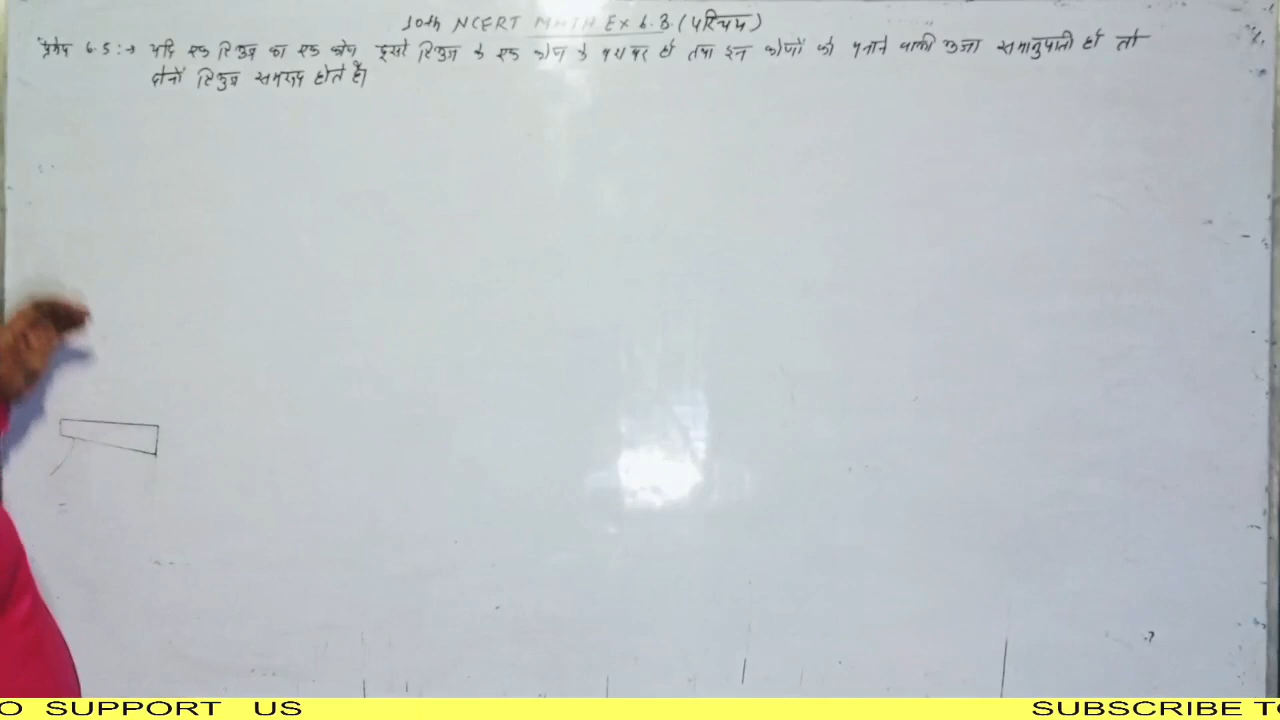 10th NCERT MATH Ex 6.3 (परिचय)
प्रमेय 6.5 :→ यदि एक त्रिभुज का एक कोण दूसरे त्रिभुज के एक कोण के बराबर हो तथा इन कोणों को बनाने वाली भुजा समानुपाती हों तो
दोनों त्रिभुज समरूप होते हैं।
O SUPPORT US
SUBSCRIBE TO